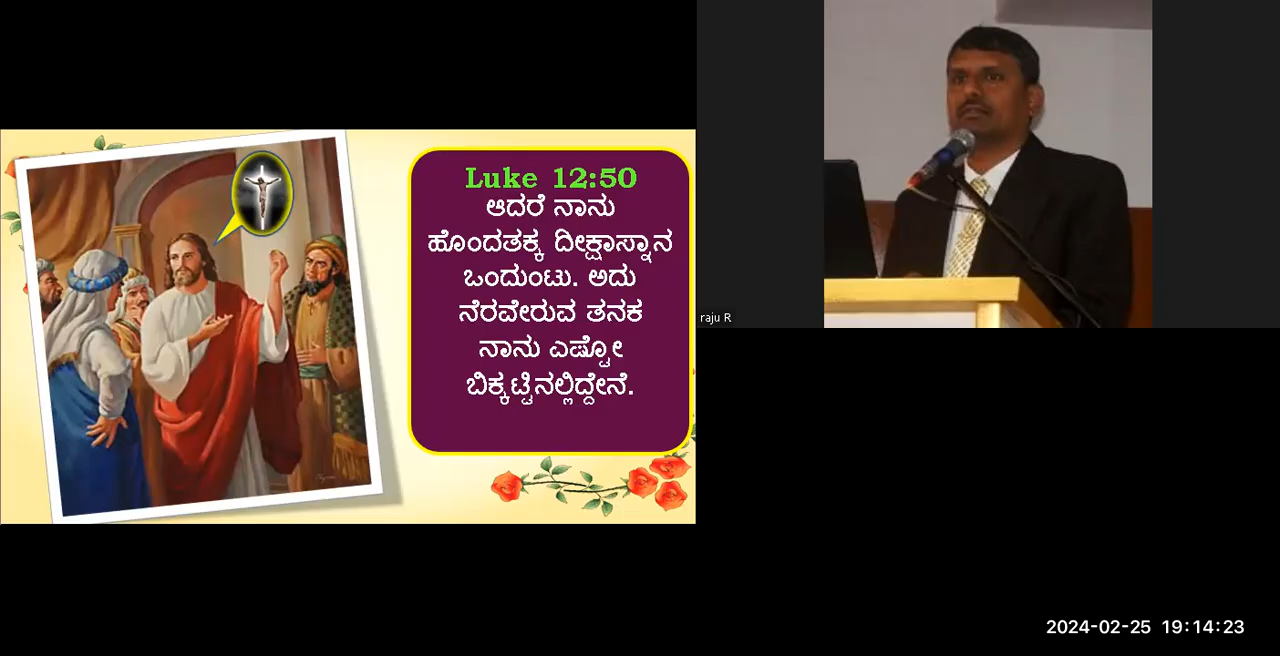 Luke 12:50
ಆದರೆ ನಾನು
ಹೊಂದತಕ್ಕ ದೀಕ್ಷಾಸ್ನಾನ
ಒಂದುಂಟು. ಅದು
ನೆರವೇರುವ ತನಕ
ನಾನು ಎಷ್ಟೋ
ಬಿಕ್ಕಟ್ಟಿನಲ್ಲಿದ್ದೇನೆ.
raju R
2024-02-25 19:14:23